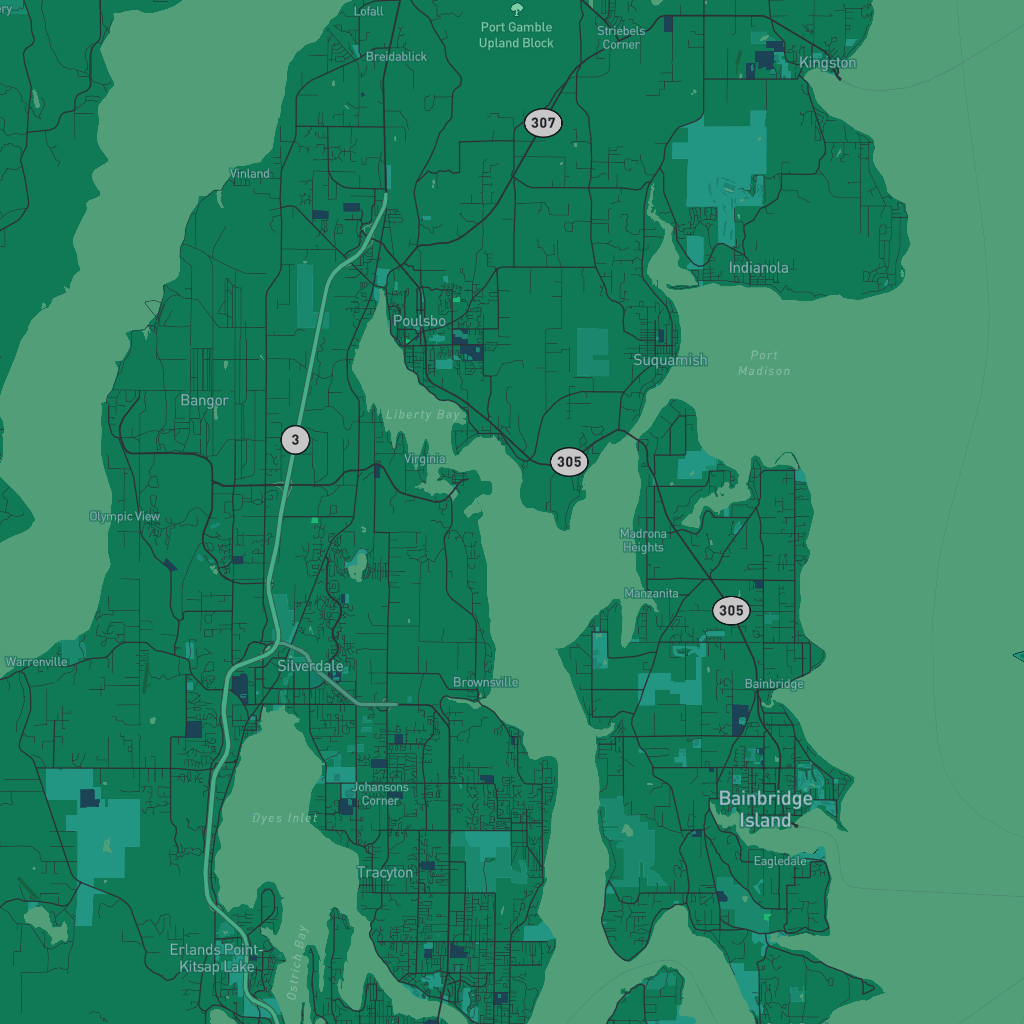 Lofall
Port Gamble
Upland Block
Striebels
Corner
Breidablick
Kingston
307
Vinland
Indianola
Poulsbo
Suquamish
Port
Madison
Bangor
Liberty Bay
3
305
Virginia
Olympic View
Madrona
Heights
Manzanita
305
Warrenville
Silverdale
Brownsville
Bainbridge
Johansons
Corner
Bainbridge
Island
Dyes Inlet
Eagledale
Tracyton
Erlands Point-
Kitsap Lake
Ostrich Bay